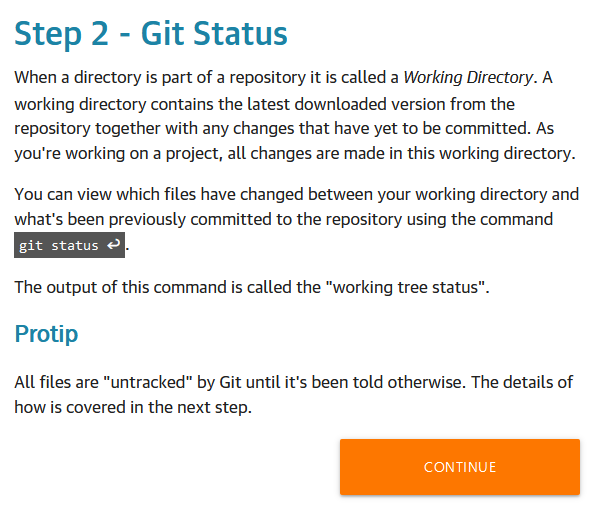 Step 2 - Git Status
When a directory is part of a repository it is called a Working Directory. A
working directory contains the latest downloaded version from the
repository together with any changes that have yet to be committed. As
you're working on a project, all changes are made in this working directory.
You can view which files have changed between your working directory and
what's been previously committed to the repository using the command
git status ↩.
The output of this command is called the "working tree status".
Protip
All files are "untracked" by Git until it's been told otherwise. The details of
how is covered in the next step.
CONTINUE